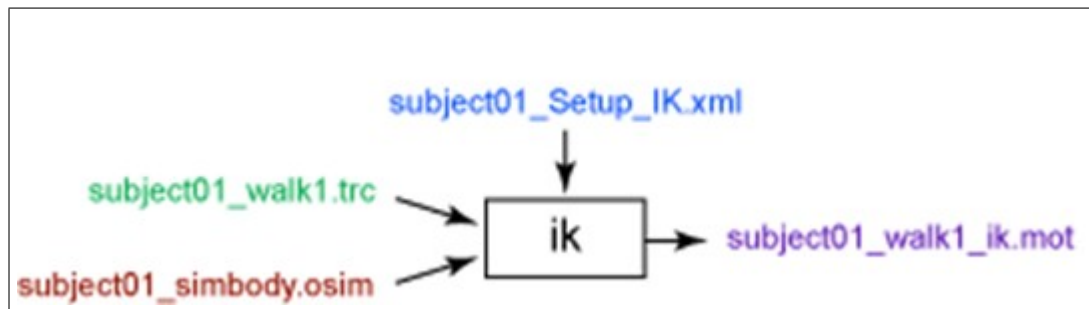 subject01_Setup_IK.xml
subject01_walk1.trc
ik
subject01_walk1_ik.mot
subject01_simbody.osim